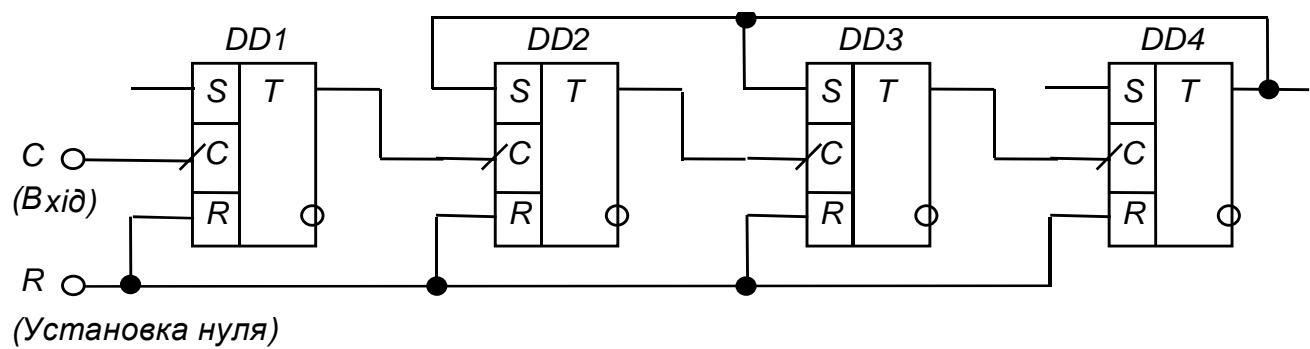 DD1 DD2 DD3 DD4
S T S T S T S T
C C C C C
(Вхід)
R R R R
R
(Установка нуля)